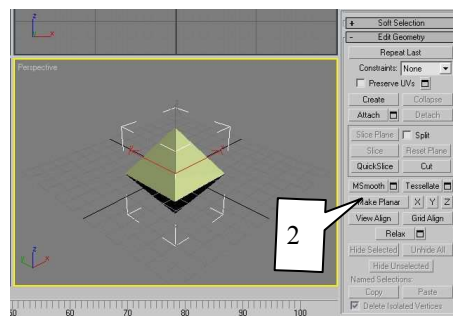 z
x
Perspective
z
x
+ Soft Selection
- Edit Geometry
Repeat Last
Constraints: None
Preserve UVs
Create Collapse
Attach Detach
Slice Plane Split
Slice Reset Plane
QuickSlice Cut
MSmooth Tessellate
Make Planar X Y Z
View Align Grid Align
Relax
Hide Selected Unhide All
Hide Unselected
Named Selections:
Copy Paste
Delete Isolated Vertices
2
60 70 80 90 100